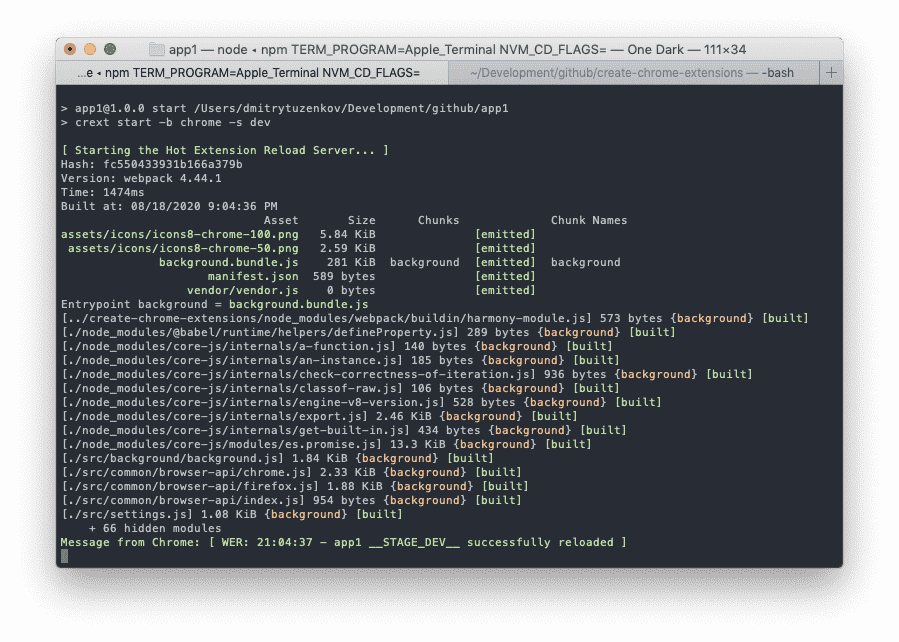 app1 — node ◂ npm TERM_PROGRAM=Apple_Terminal NVM_CD_FLAGS= — One Dark — 111×34
...e ◂ npm TERM_PROGRAM=Apple_Terminal NVM_CD_FLAGS= ~/Development/github/create-chrome-extensions — -bash +
> app1@1.0.0 start /Users/dmitrytuzenkov/Development/github/app1
> crext start -b chrome -s dev
[ Starting the Hot Extension Reload Server... ]
Hash: fc550433931b166a379b
Version: webpack 4.44.1
Time: 1474ms
Built at: 08/18/2020 9:04:36 PM
Asset Size Chunks Chunk Names
assets/icons/icons8-chrome-100.png 5.84 KiB [emitted]
assets/icons/icons8-chrome-50.png 2.59 KiB [emitted]
background.bundle.js 281 KiB background [emitted] background
manifest.json 589 bytes [emitted]
vendor/vendor.js 0 bytes [emitted]
Entrypoint background = background.bundle.js
[../create-chrome-extensions/node_modules/webpack/buildin/harmony-module.js] 573 bytes {background} [built]
[./node_modules/@babel/runtime/helpers/defineProperty.js] 289 bytes {background} [built]
[./node_modules/core-js/internals/a-function.js] 140 bytes {background} [built]
[./node_modules/core-js/internals/an-instance.js] 185 bytes {background} [built]
[./node_modules/core-js/internals/check-correctness-of-iteration.js] 936 bytes {background} [built]
[./node_modules/core-js/internals/classof-raw.js] 106 bytes {background} [built]
[./node_modules/core-js/internals/engine-v8-version.js] 528 bytes {background} [built]
[./node_modules/core-js/internals/export.js] 2.46 KiB {background} [built]
[./node_modules/core-js/internals/get-built-in.js] 434 bytes {background} [built]
[./node_modules/core-js/modules/es.promise.js] 13.3 KiB {background} [built]
[./src/background/background.js] 1.84 KiB {background} [built]
[./src/common/browser-api/chrome.js] 2.33 KiB {background} [built]
[./src/common/browser-api/firefox.js] 1.88 KiB {background} [built]
[./src/common/browser-api/index.js] 954 bytes {background} [built]
[./src/settings.js] 1.08 KiB {background} [built]
+ 66 hidden modules
Message from Chrome: [ WER: 21:04:37 - app1 __STAGE_DEV__ successfully reloaded ]